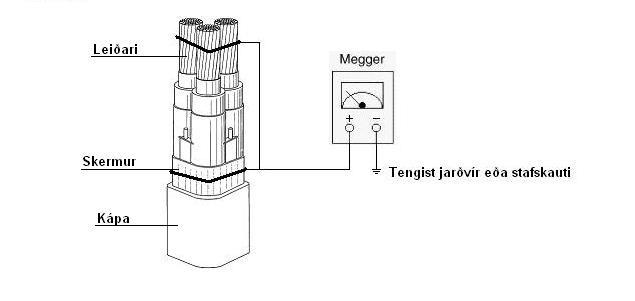 Leiðari
Megger
+ −
Skermur
Tengist jarðvír eða stafskauti
Kápa